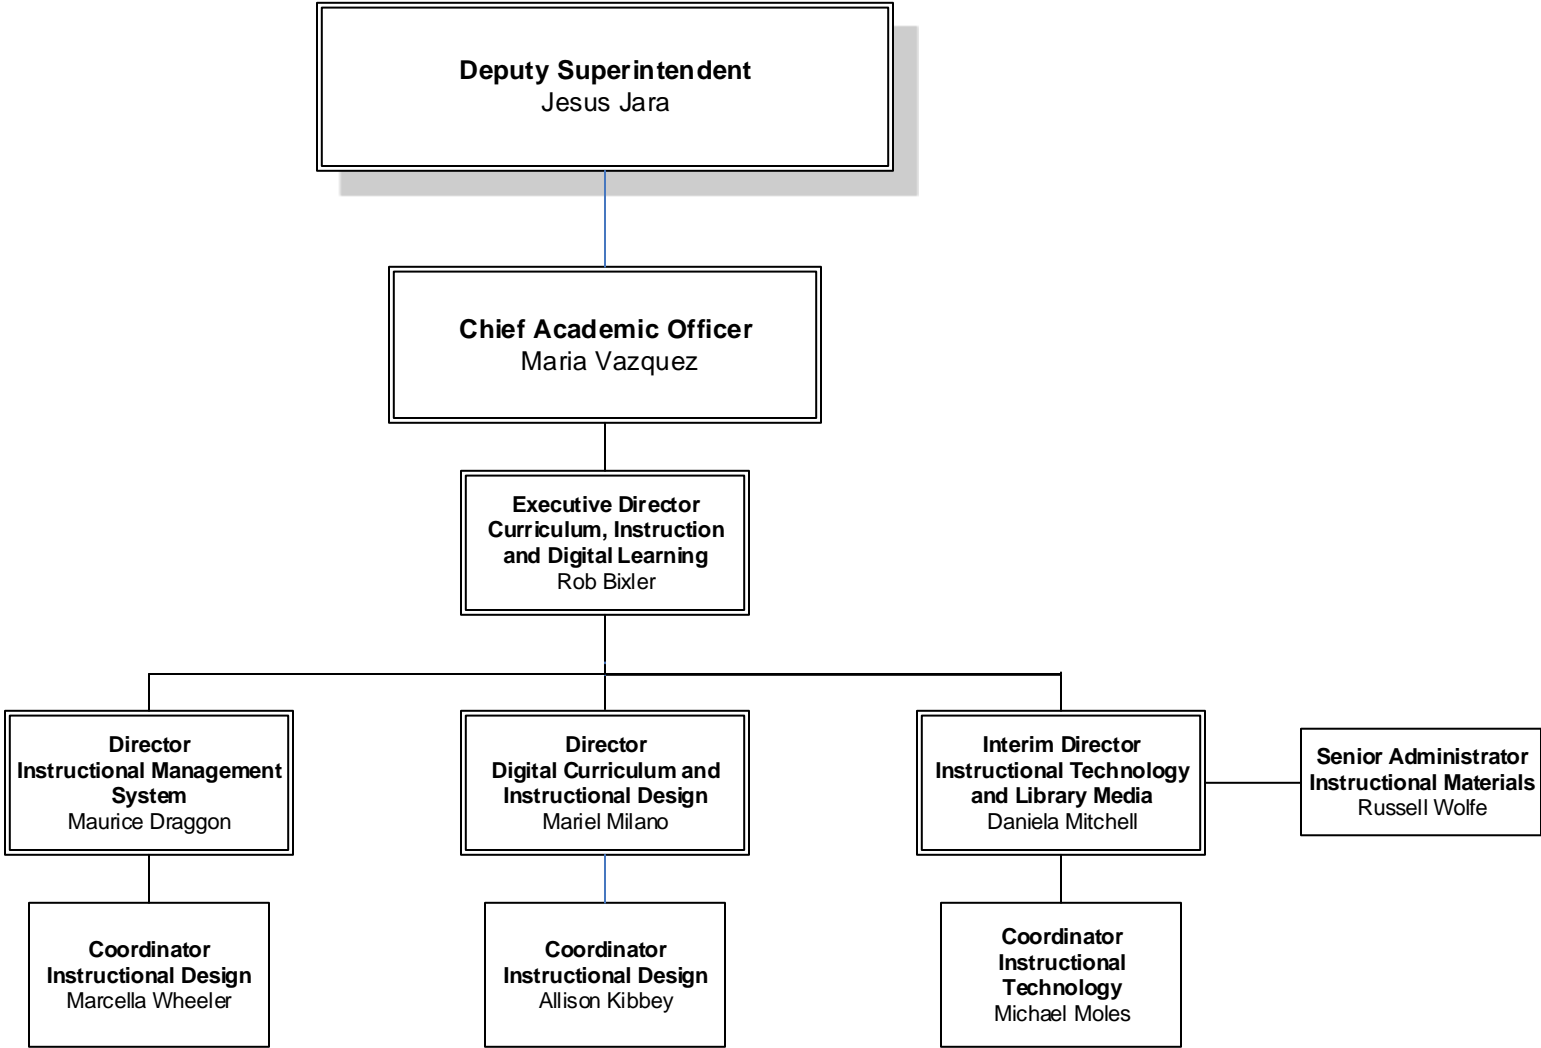 Deputy Superintendent
Jesus Jara
Chief Academic Officer
Maria Vazquez
Executive Director
Curriculum, Instruction
and Digital Learning
Rob Bixler
Director
Instructional Management
System
Maurice Draggon
Director
Digital Curriculum and
Instructional Design
Mariel Milano
Interim Director
Instructional Technology
and Library Media
Daniela Mitchell
Senior Administrator
Instructional Materials
Russell Wolfe
Coordinator
Instructional Design
Marcella Wheeler
Coordinator
Instructional Design
Allison Kibbey
Coordinator
Instructional
Technology
Michael Moles